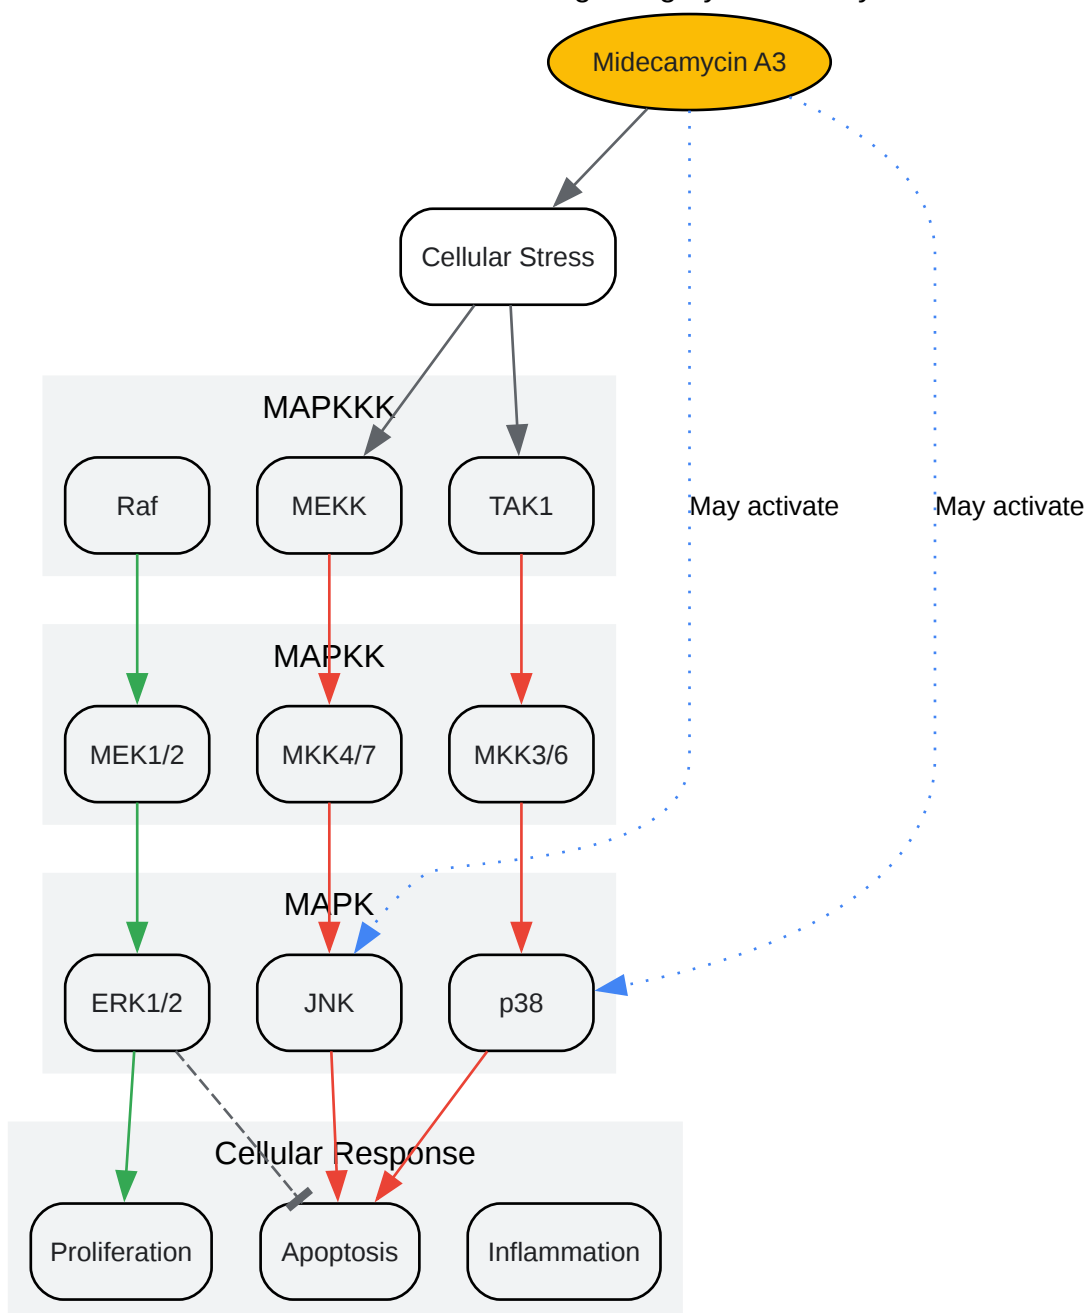 Midecamycin A3
Cellular Stress
MAPKKK
Raf
MEKK
TAK1
May activate
May activate
MAPKK
MEK1/2
MKK4/7
MKK3/6
MAPK
ERK1/2
JNK
p38
Cellular Response
Proliferation
Apoptosis
Inflammation